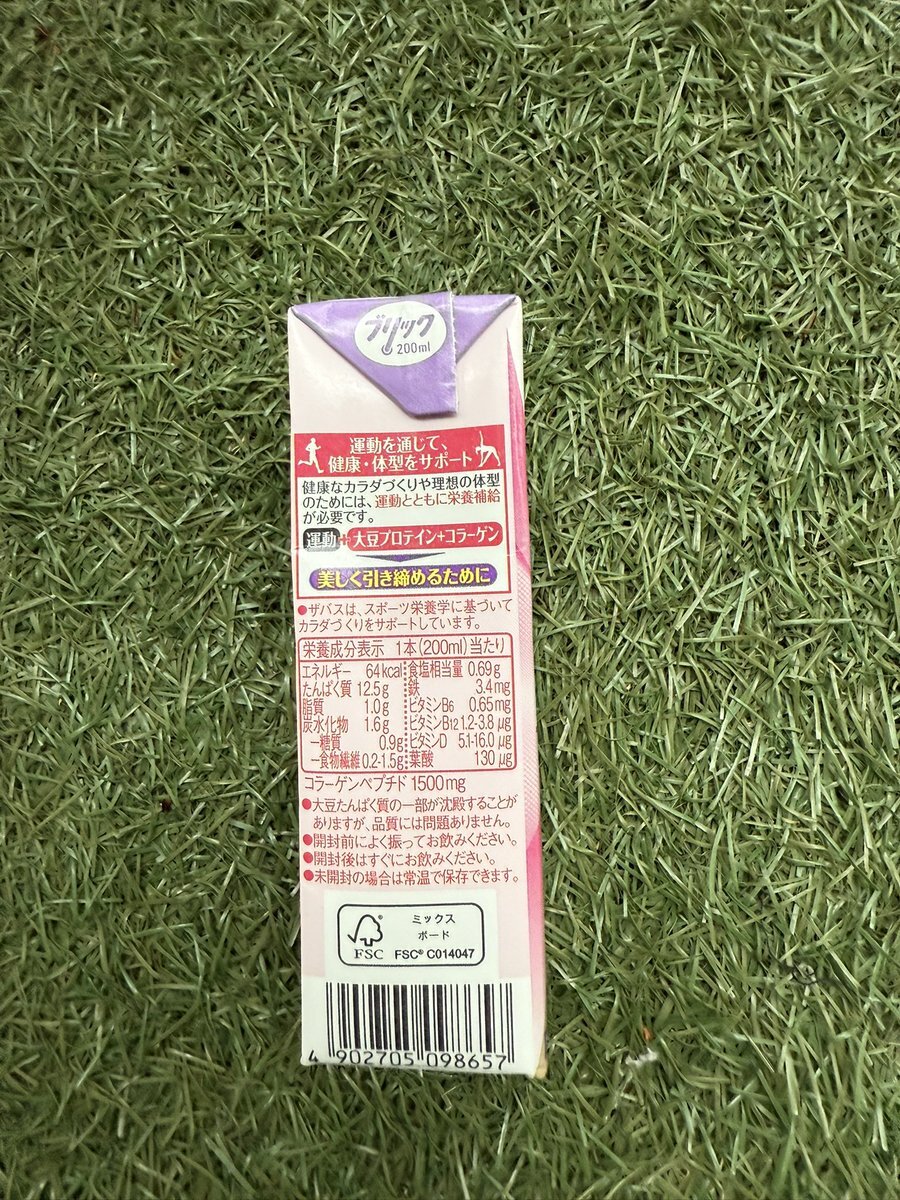 ブリック
200ml
運動を通じて、
健康・体型をサポート
健康なカラダづくりや理想の体型
のためには、運動とともに栄養補給
が必要です。
運動+大豆プロテイン+コラーゲン
美しく引き締めるために
●ザバスは、スポーツ栄養学に基づいて
カラダづくりをサポートしています。
栄養成分表示 1本(200ml)当たり
エネルギー 64kcal
たんぱく質 12.5g
脂質 1.0g
炭水化物 1.6g
ー糖質 0.9g
ー食物繊維 0.2-1.5g
食塩相当量 0.69g
鉄 3.4mg
ビタミンB6 0.65mg
ビタミンB12 1.2-3.8μg
ビタミンD 5.1-16.0μg
葉酸 130μg
コラーゲンペプチド 1500mg
●大豆たんぱく質の一部が沈殿することが
ありますが、品質には問題ありません。
●開封前によく振ってお飲みください。
●開封後はすぐにお飲みください。
●未開封の場合は常温で保存できます。
FSC
ミックス
ボード
FSC® C014047
4 902705 098657